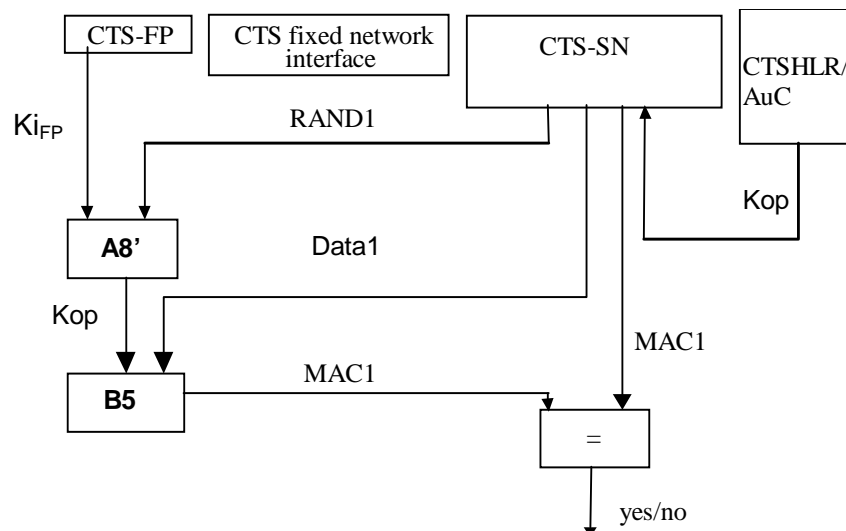 CTS-FP
CTS fixed network
interface
CTS-SN
CTSHLR/
AuC
KiFP
RAND1
Kop
A8’
Data1
Kop
MAC1
B5
MAC1
=
yes/no